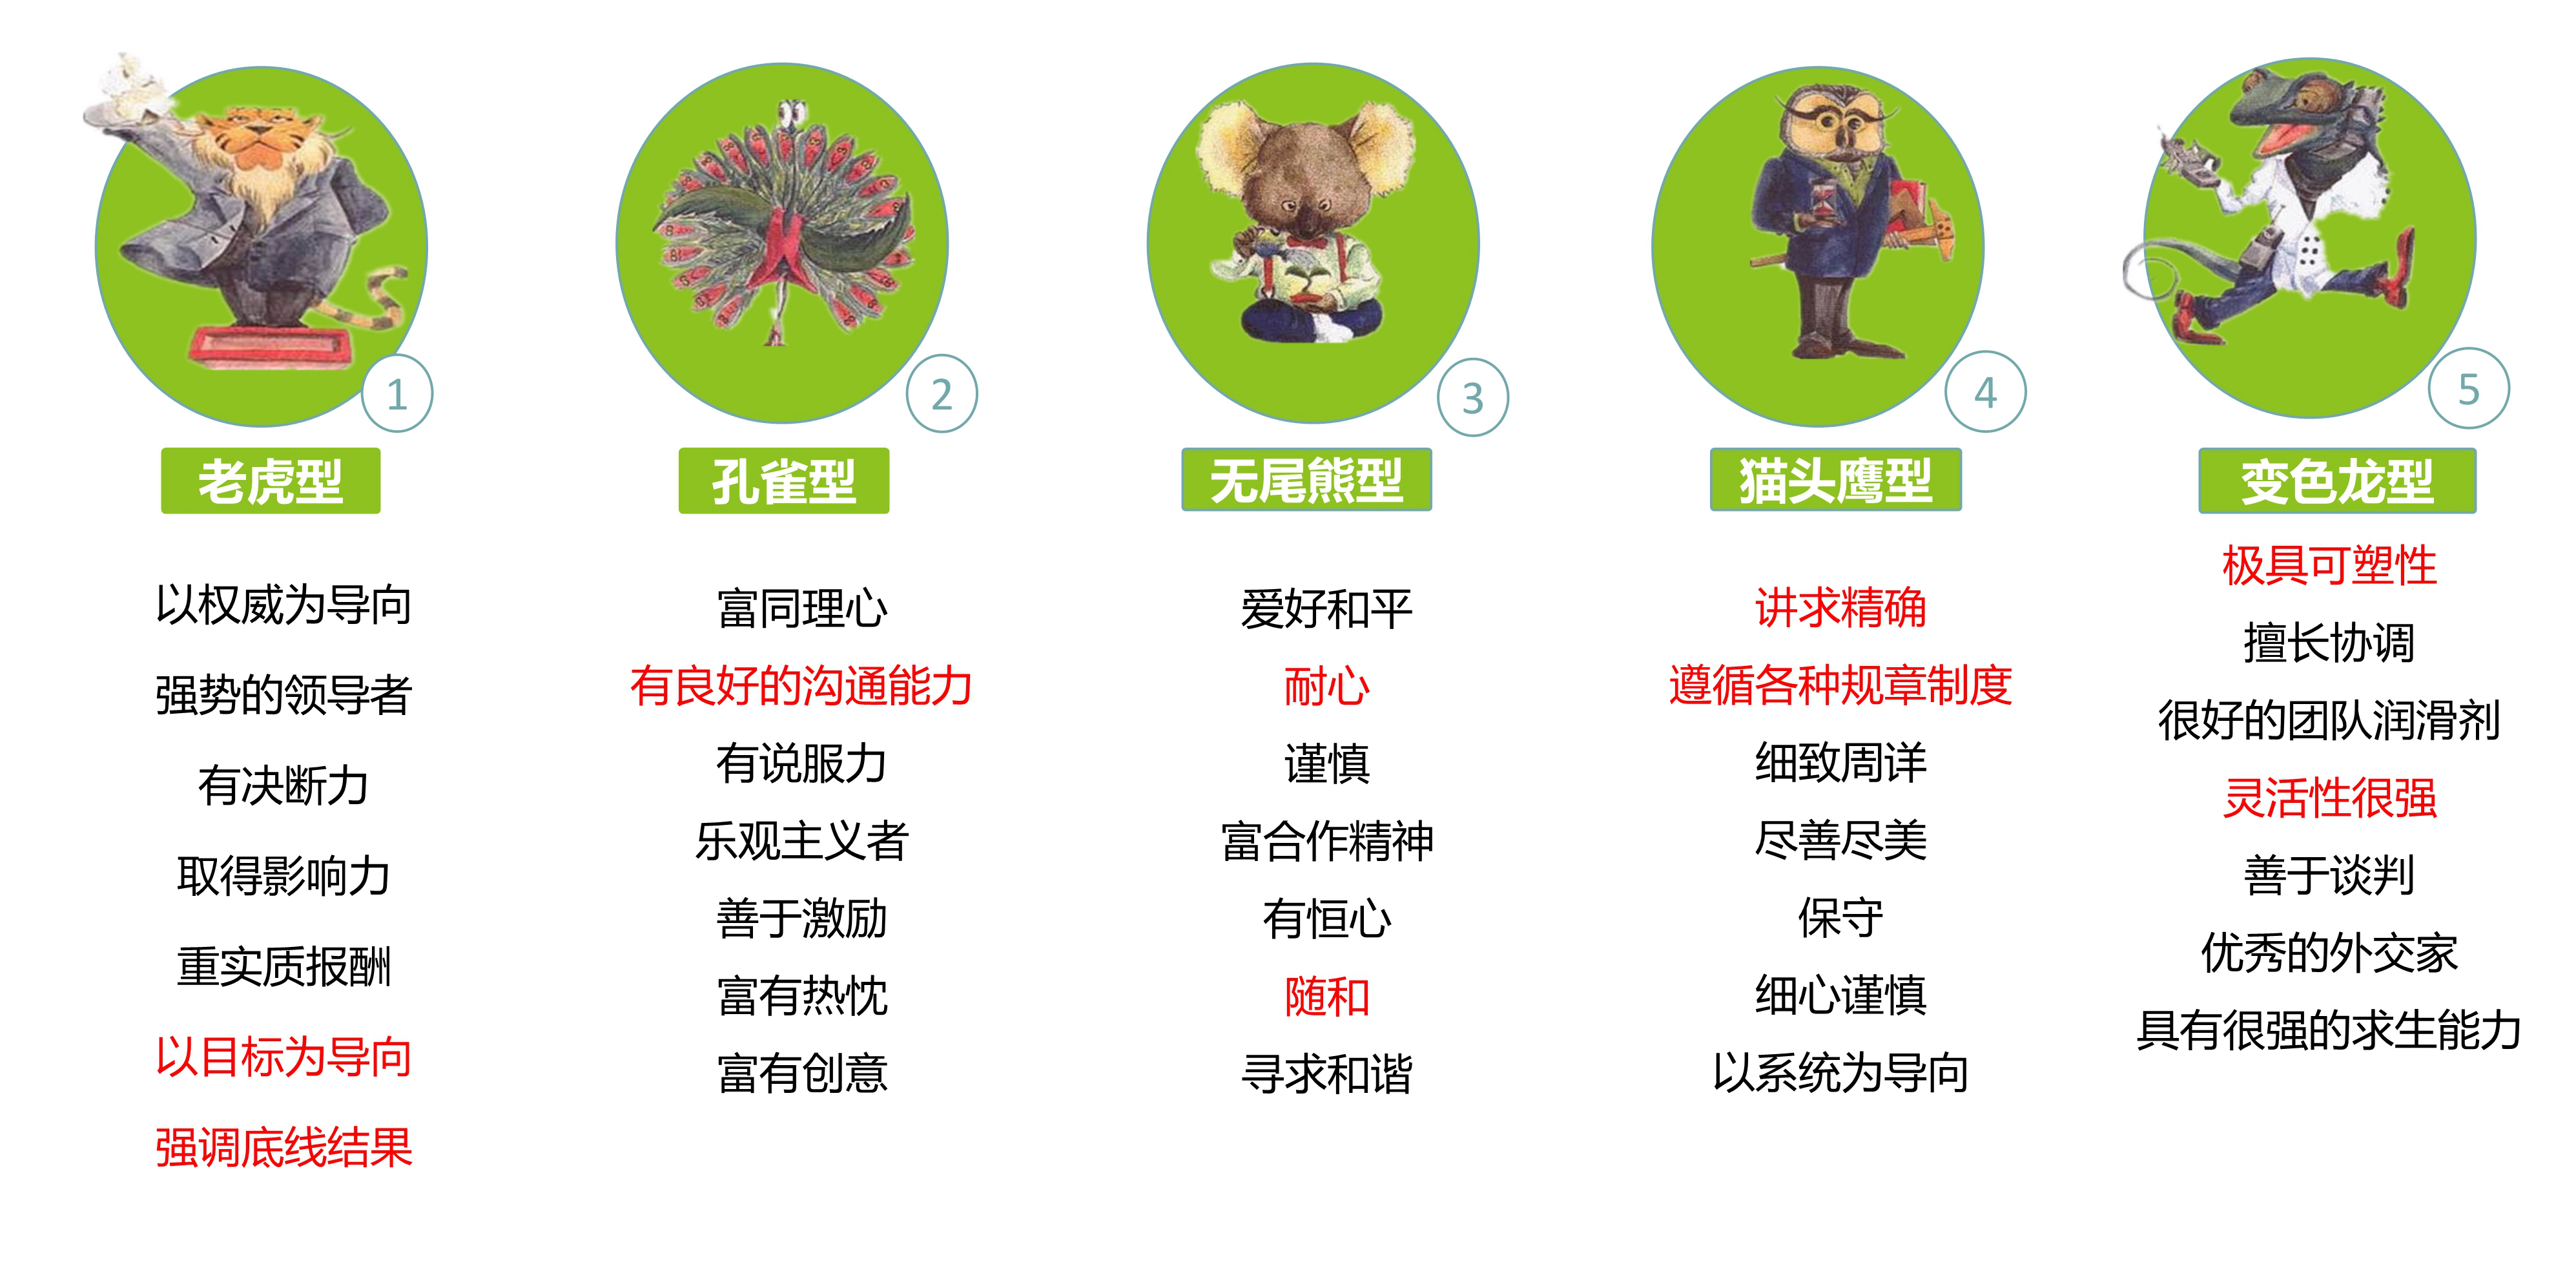 1
老虎型
以权威为导向
强势的领导者
有决断力
取得影响力
重实质报酬
以目标为导向
强调底线结果
2
孔雀型
富同理心
有良好的沟通能力
有说服力
乐观主义者
善于激励
富有热忱
富有创意
3
无尾熊型
爱好和平
耐心
谨慎
富合作精神
有恒心
随和
寻求和谐
4
猫头鹰型
讲求精确
遵循各种规章制度
细致周详
尽善尽美
保守
细心谨慎
以系统为导向
5
变色龙型
极具可塑性
擅长协调
很好的团队润滑剂
灵活性很强
善于谈判
优秀的外交家
具有很强的求生能力